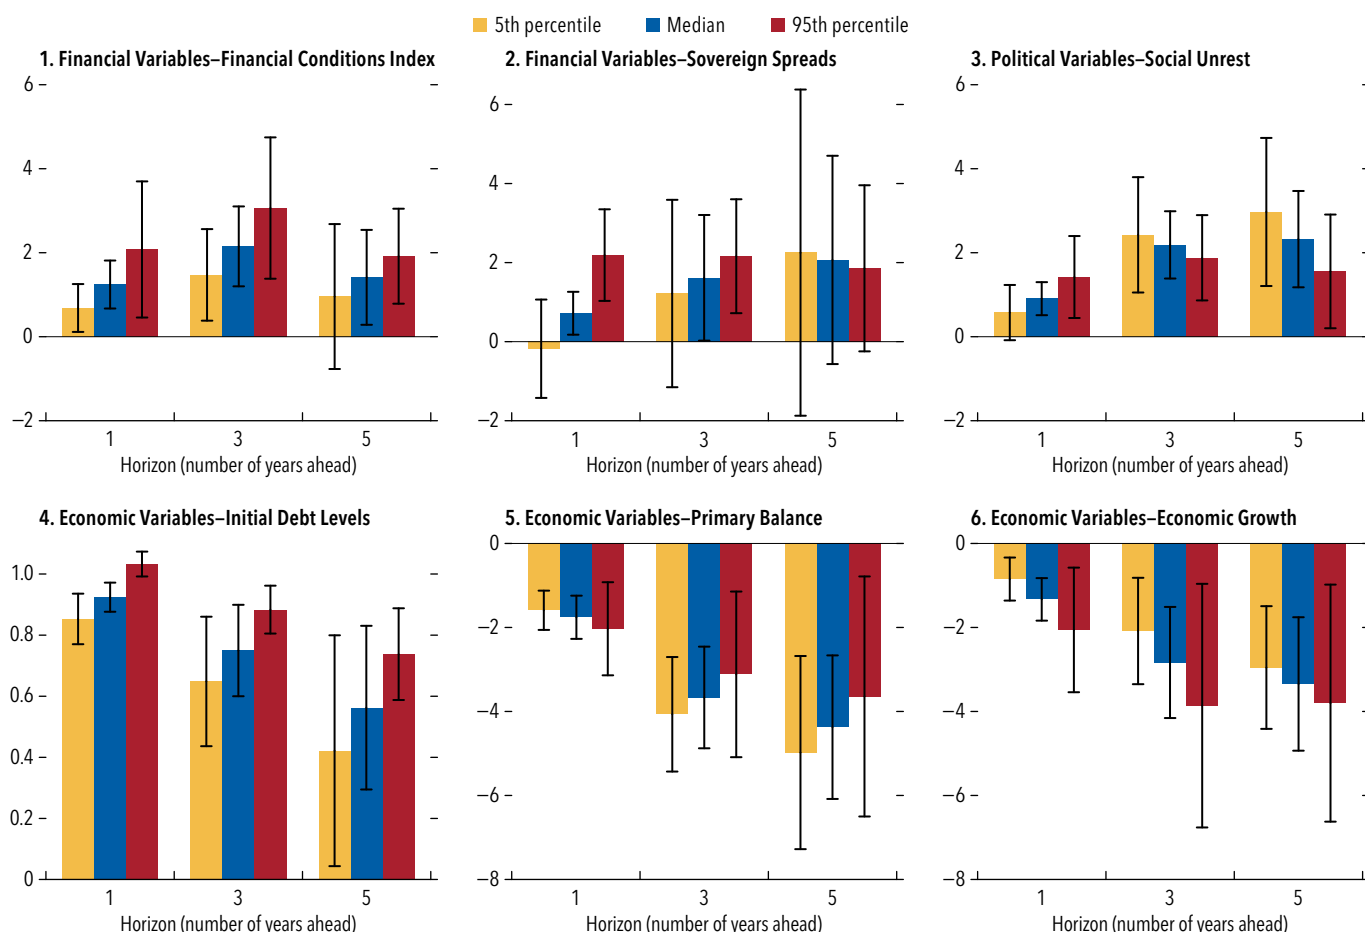 5th percentile Median 95th percentile
1. Financial Variables–Financial Conditions Index
6
4
2
0
–2
1 3 5
Horizon (number of years ahead)
2. Financial Variables–Sovereign Spreads
6
4
2
0
–2
1 3 5
Horizon (number of years ahead)
3. Political Variables–Social Unrest
6
4
2
0
–2
1 3 5
Horizon (number of years ahead)
4. Economic Variables–Initial Debt Levels
1.0
0.8
0.6
0.4
0.2
0
1 3 5
Horizon (number of years ahead)
5. Economic Variables–Primary Balance
0
–2
–4
–6
–8
1 3 5
Horizon (number of years ahead)
6. Economic Variables–Economic Growth
0
–2
–4
–6
–8
1 3 5
Horizon (number of years ahead)